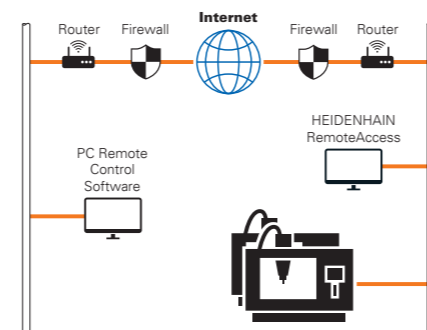 Internet
Router
Firewall
Firewall
Router
HEIDENHAIN
RemoteAccess
PC Remote
Control
Software